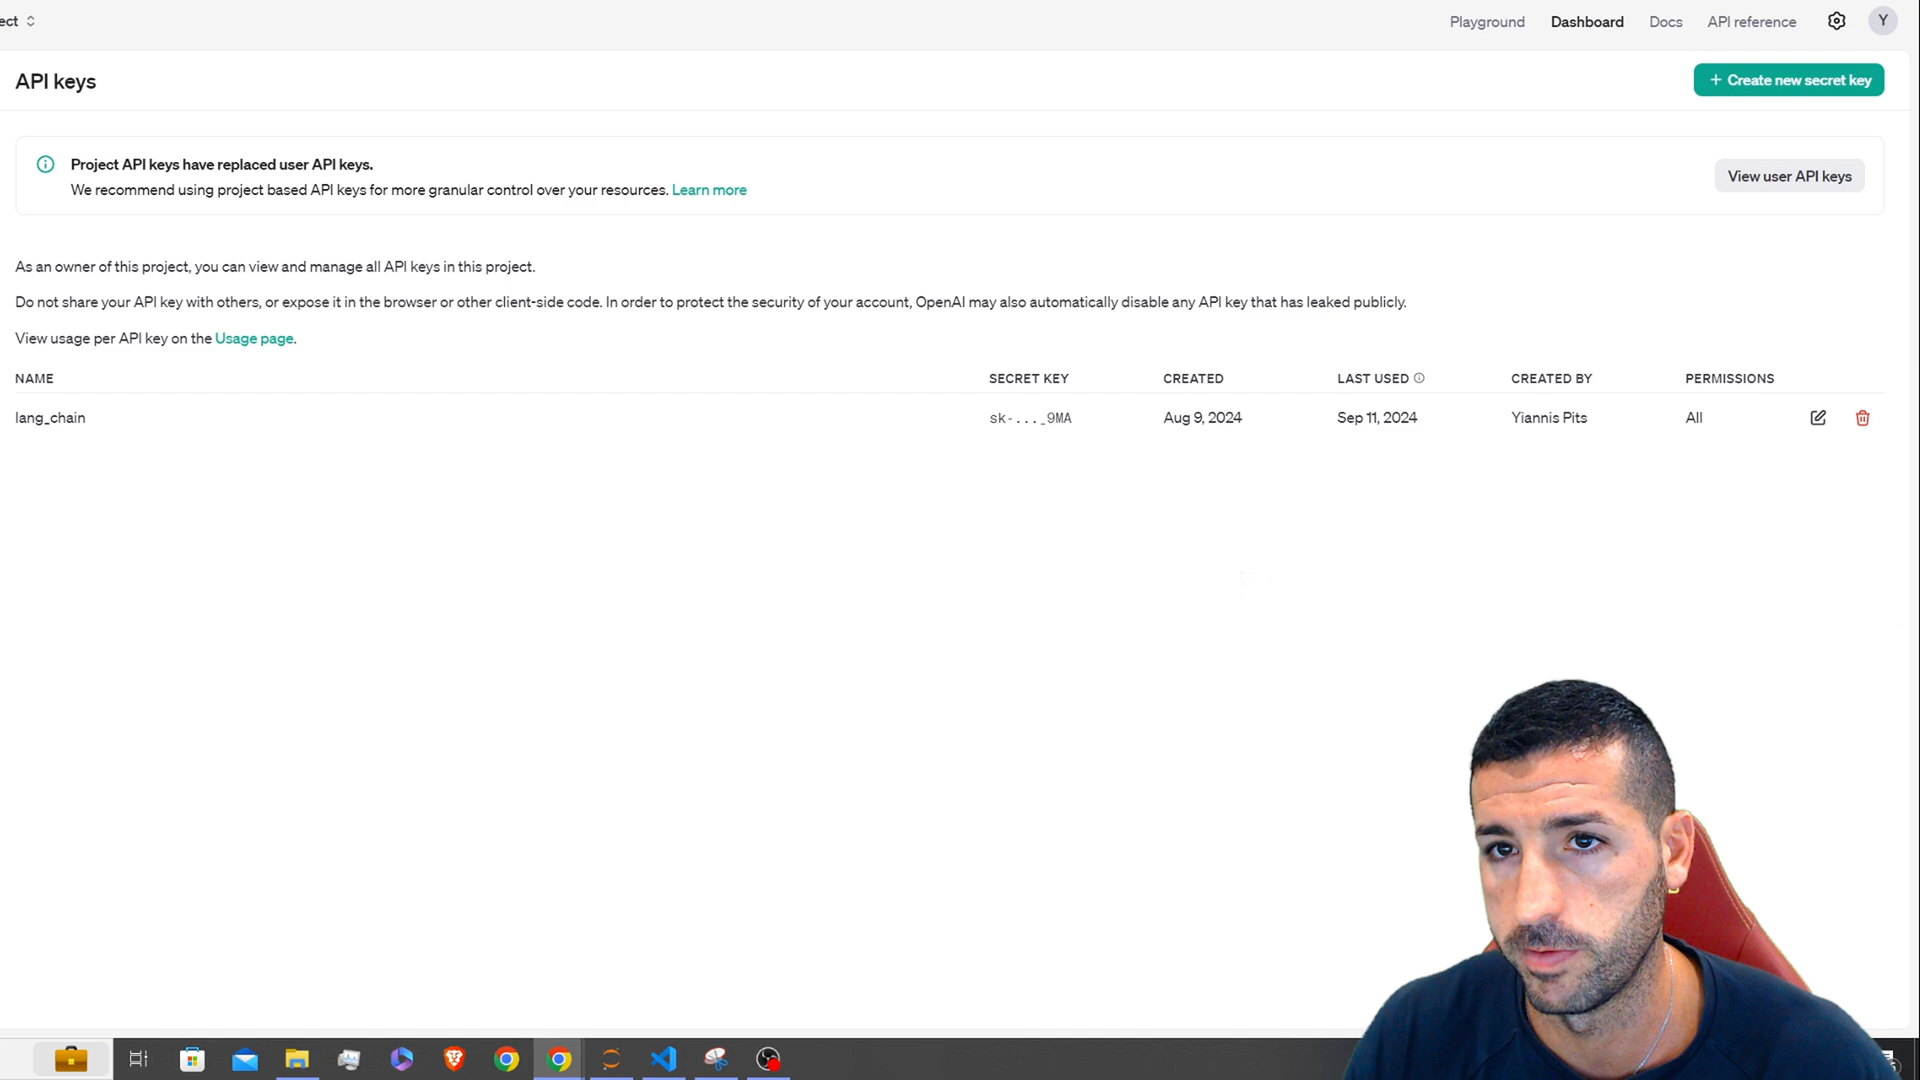 ect
Playground
Dashboard
Docs
API reference
Y
API keys
+ Create new secret key
Project API keys have replaced user API keys.
We recommend using project based API keys for more granular control over your resources. Learn more
View user API keys
As an owner of this project, you can view and manage all API keys in this project.
Do not share your API key with others, or expose it in the browser or other client-side code. In order to protect the security of your account, OpenAI may also automatically disable any API key that has leaked publicly.
View usage per API key on the Usage page.
NAME SECRET KEY CREATED LAST USED CREATED BY PERMISSIONS
lang_chain sk-..._9MA Aug 9, 2024 Sep 11, 2024 Yiannis Pits All